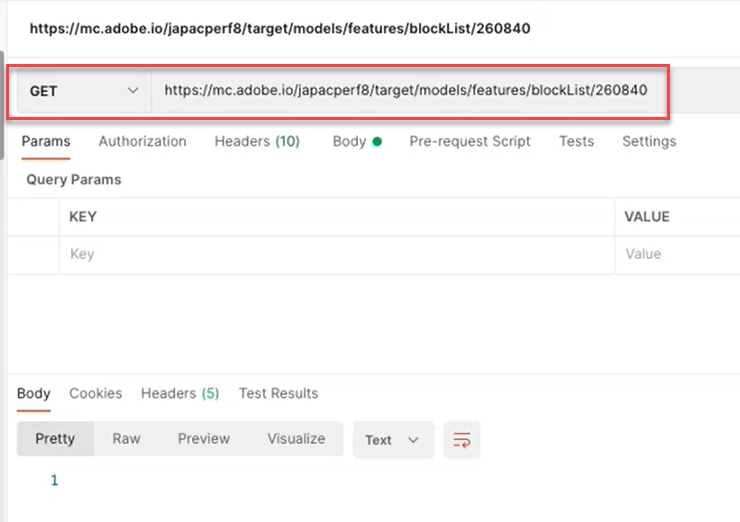 https://mc.adobe.io/japacperf8/target/models/features/blockList/260840
GET https://mc.adobe.io/japacperf8/target/models/features/blockList/260840
Params Authorization Headers (10) Body Pre-request Script Tests Settings
Query Params
KEY VALUE
Key Value
Body Cookies Headers (5) Test Results
Pretty Raw Preview Visualize Text
1